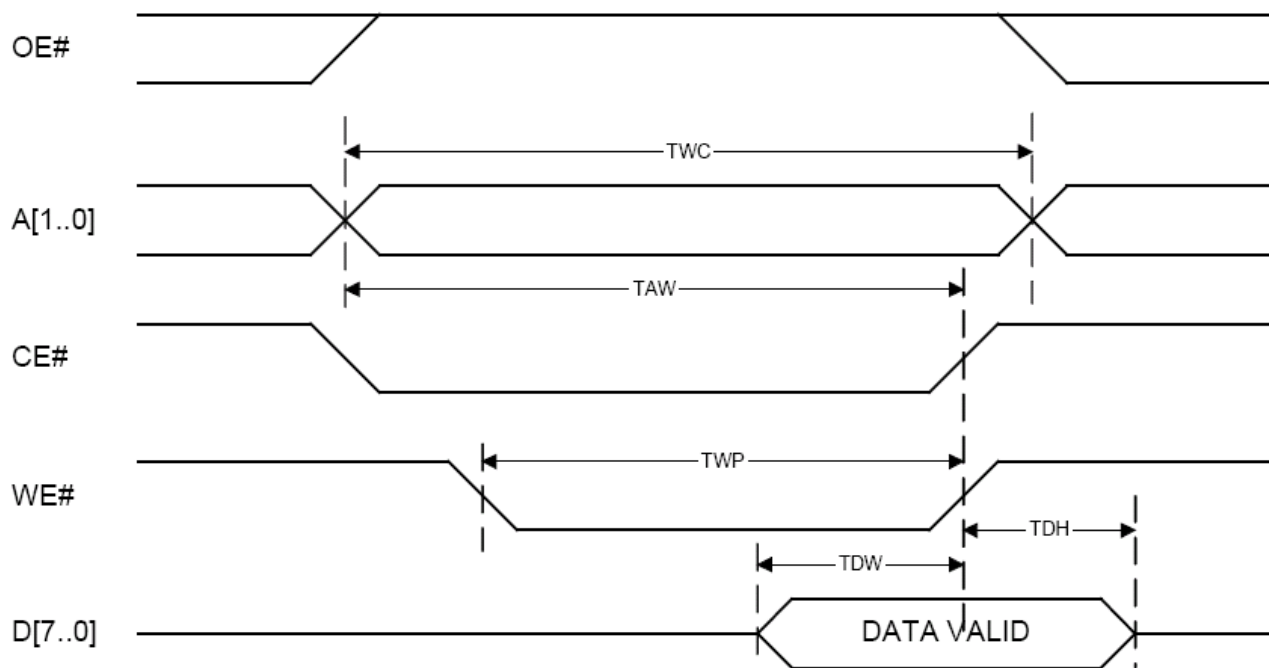 OE#
TWC
A[1..0]
TAW
CE#
TWP
WE#
TDH
TDW
D[7..0]
DATA VALID